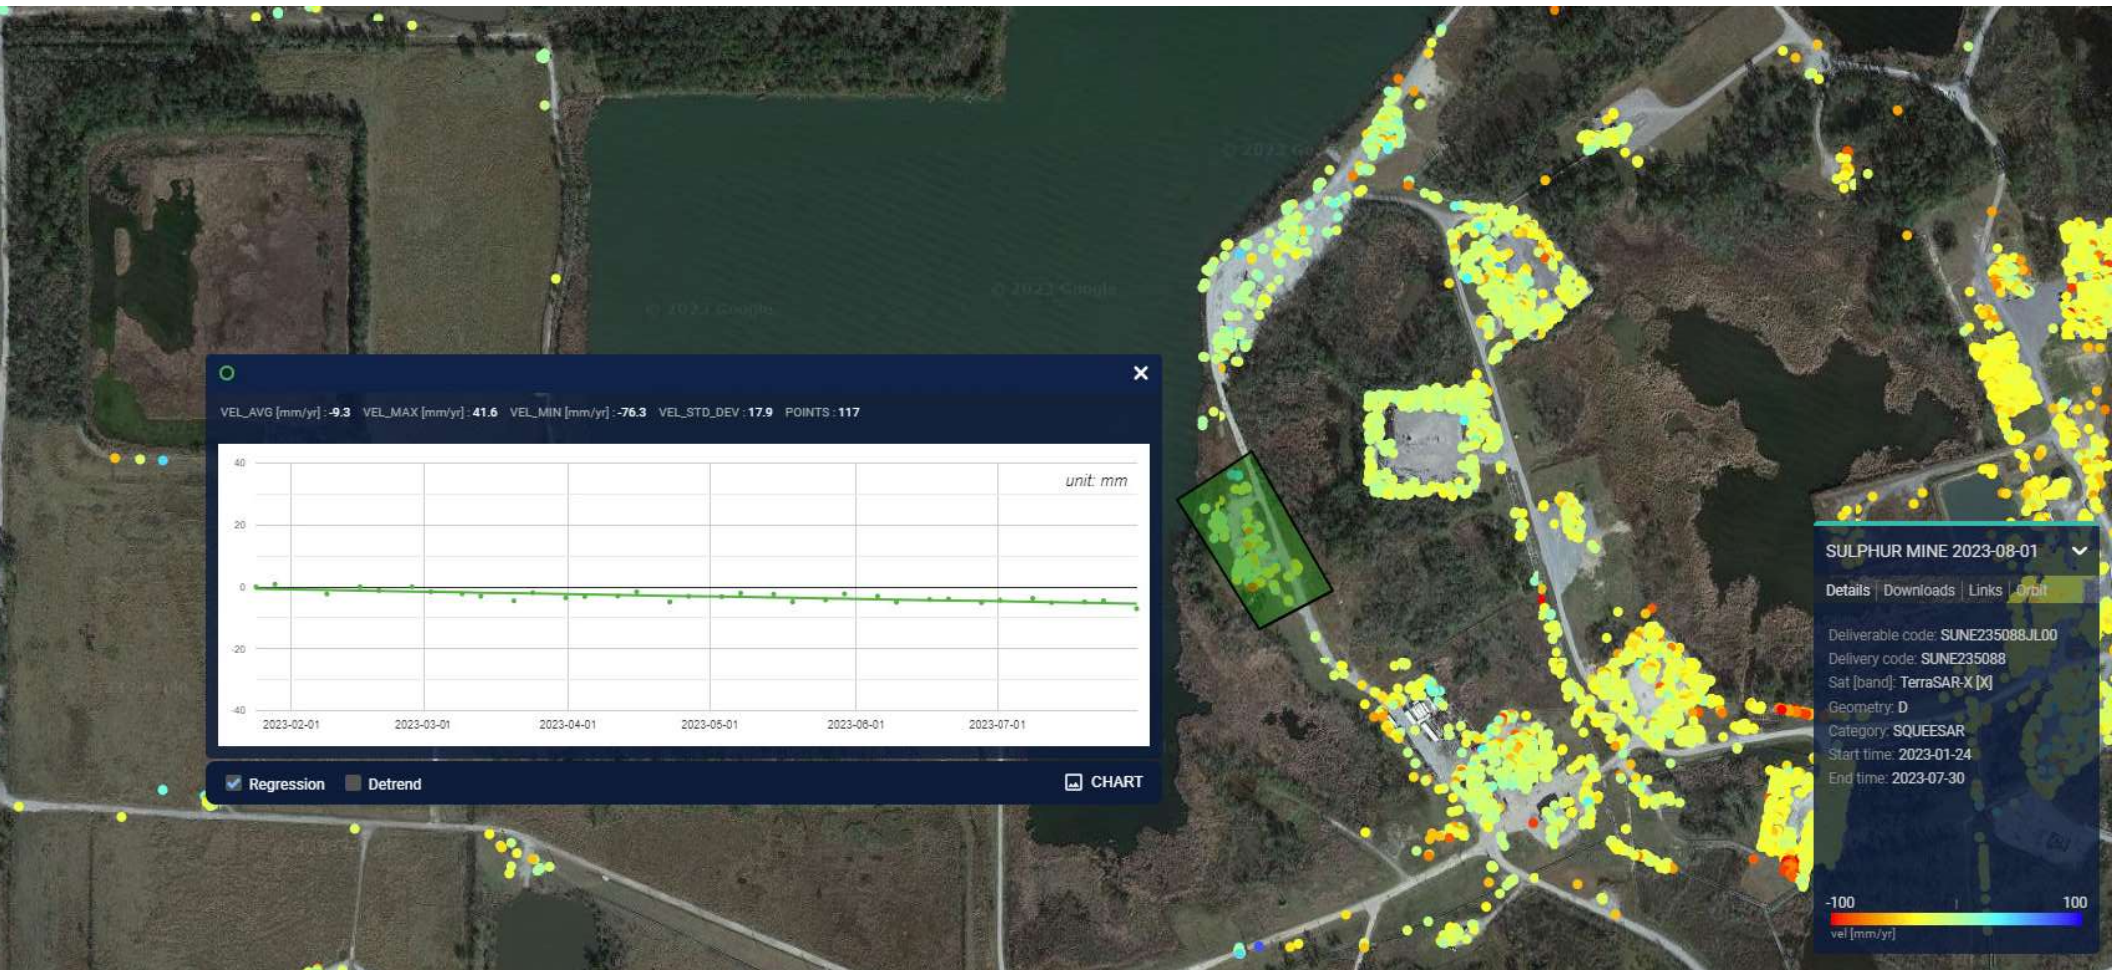 © 2023 Google
© 2023 Google
VEL_AVG [mm/yr] : -9.3 VEL_MAX [mm/yr] : 41.6 VEL_MIN [mm/yr] : -76.3 VEL_STD_DEV : 17.9 POINTS : 117
unit: mm
40
20
0
-20
-40
2023-02-01 2023-03-01 2023-04-01 2023-05-01 2023-06-01 2023-07-01
Regression Detrend CHART
SULPHUR MINE 2023-08-01
Details | Downloads | Links | Orbit
Deliverable code: SUNE235088JL00
Delivery code: SUNE235088
Sat [band]: TerraSAR-X [X]
Geometry: D
Category: SQUEESAR
Start time: 2023-01-24
End time: 2023-07-30
-100 100
vel [mm/yr]